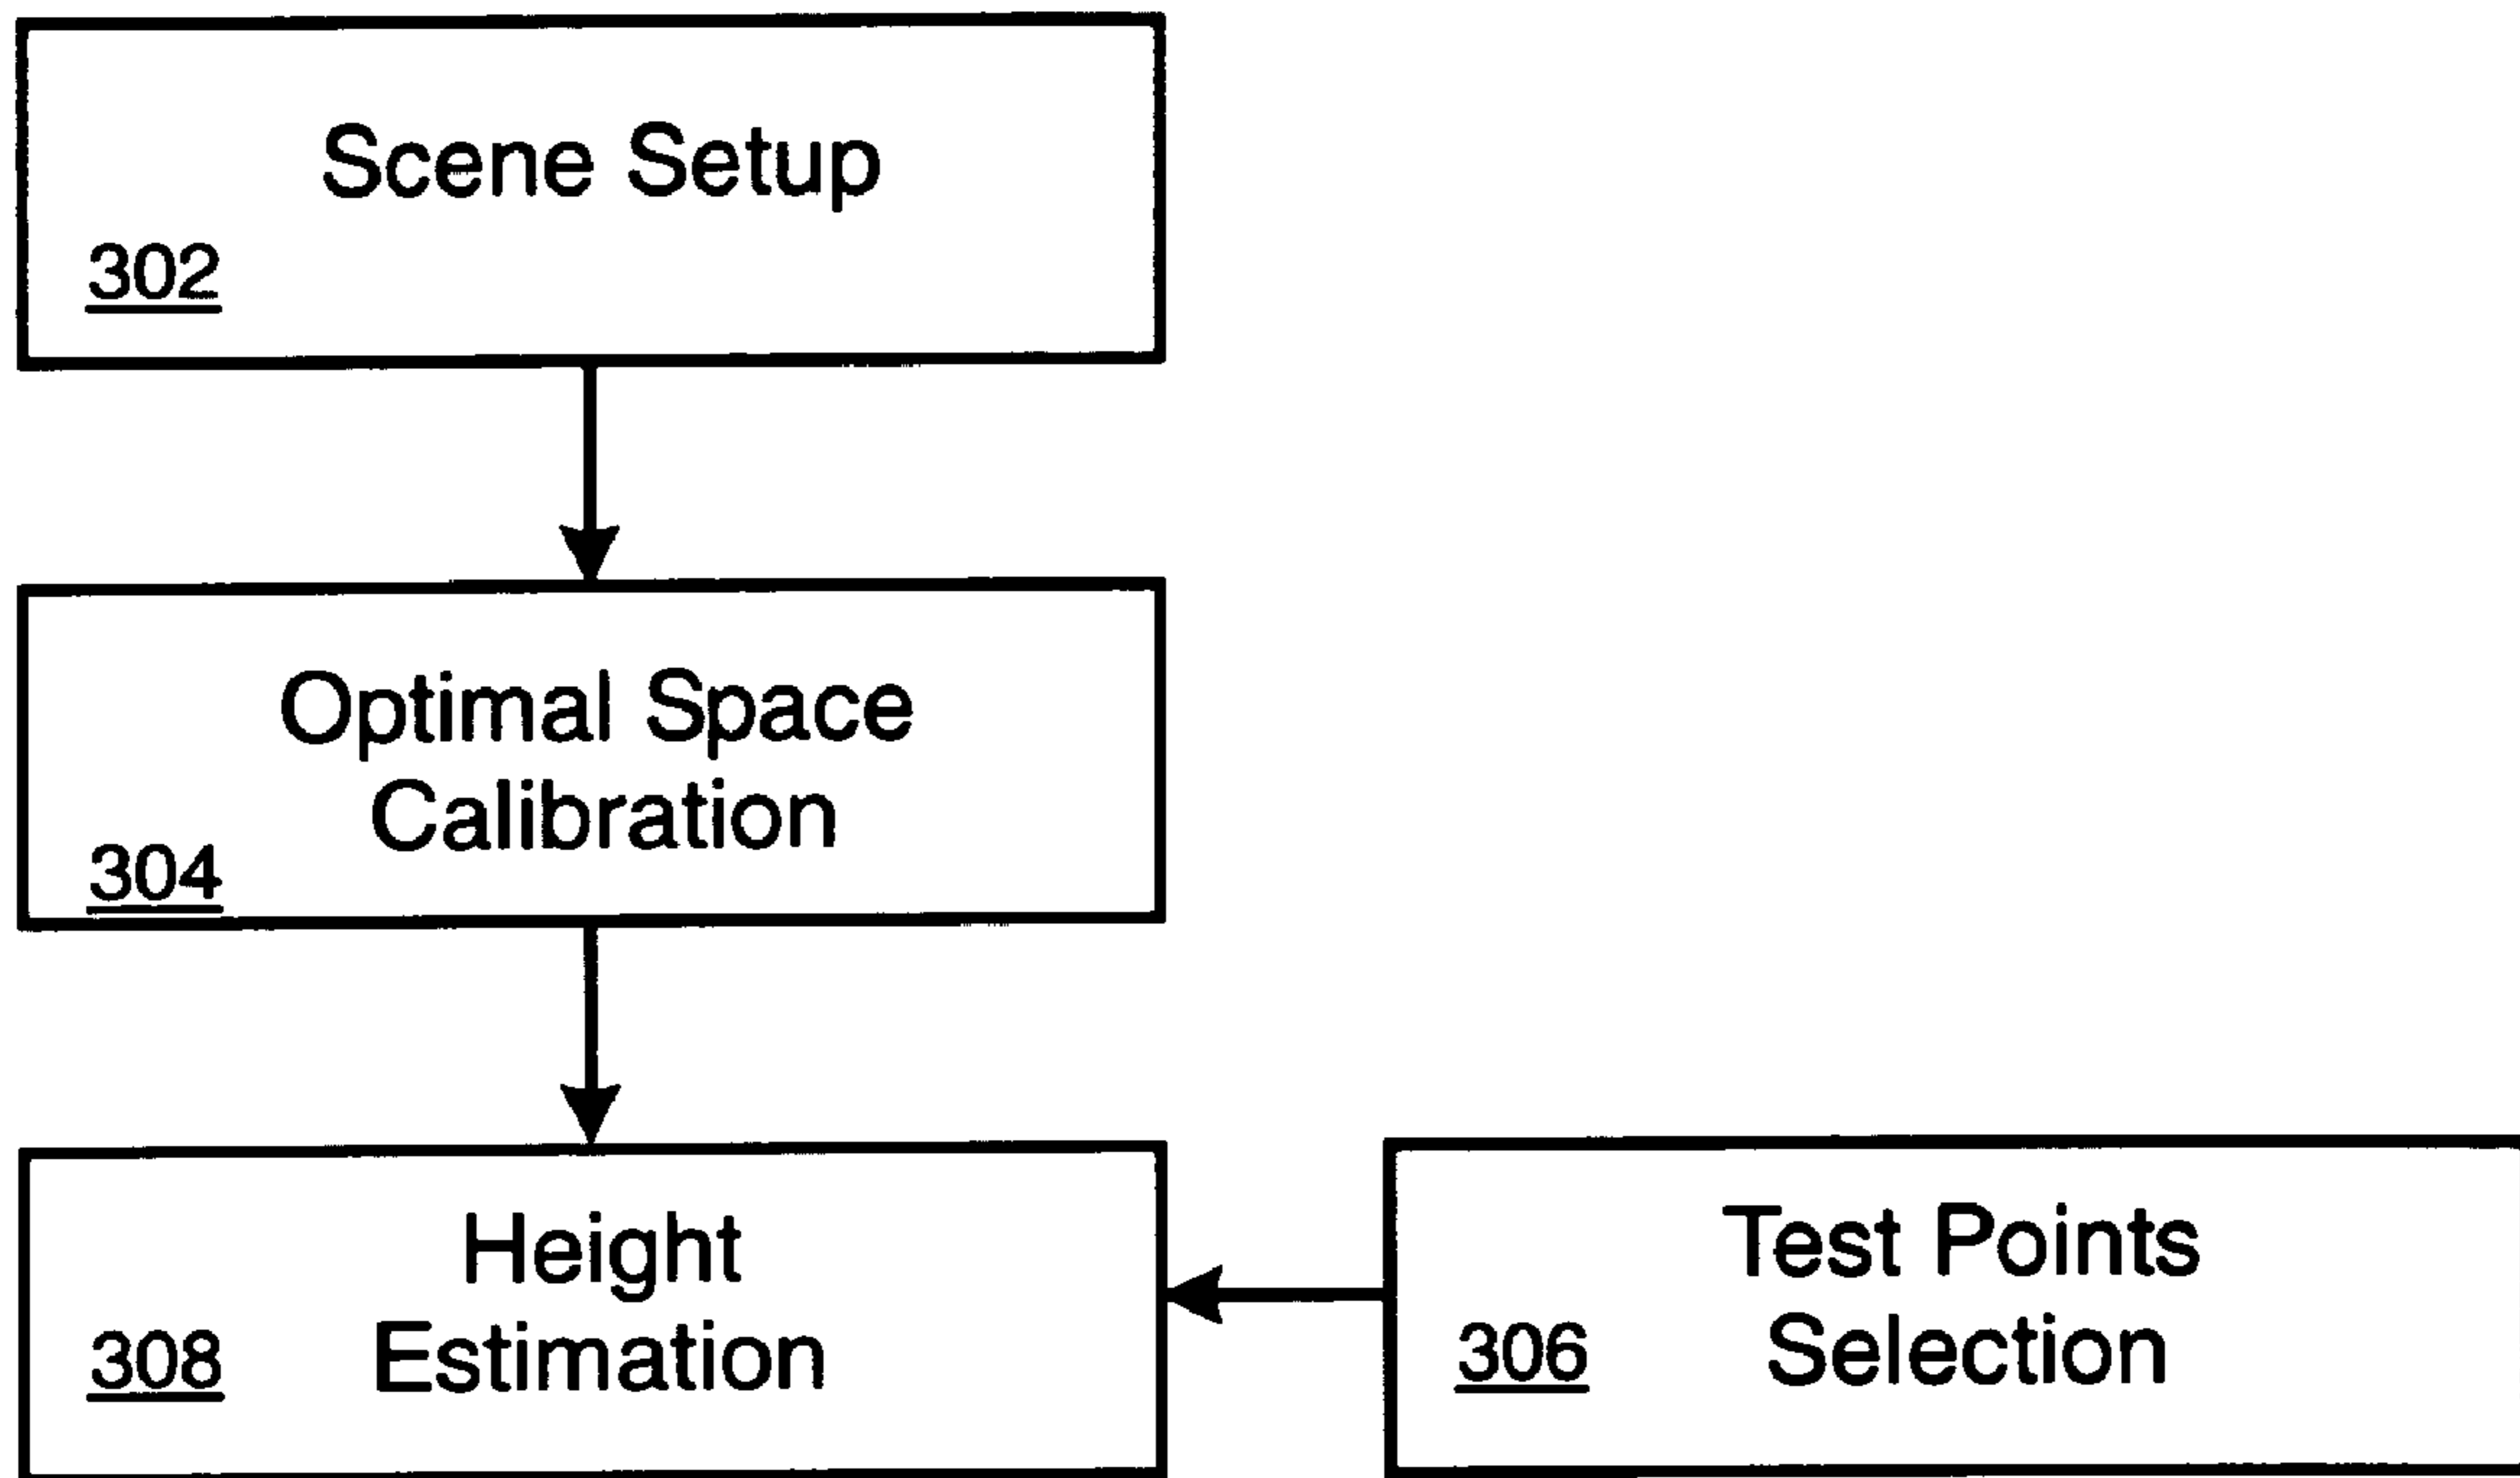 Scene Setup
302
Optimal Space
Calibration
304
Height
Estimation
308
Test Points
Selection
306